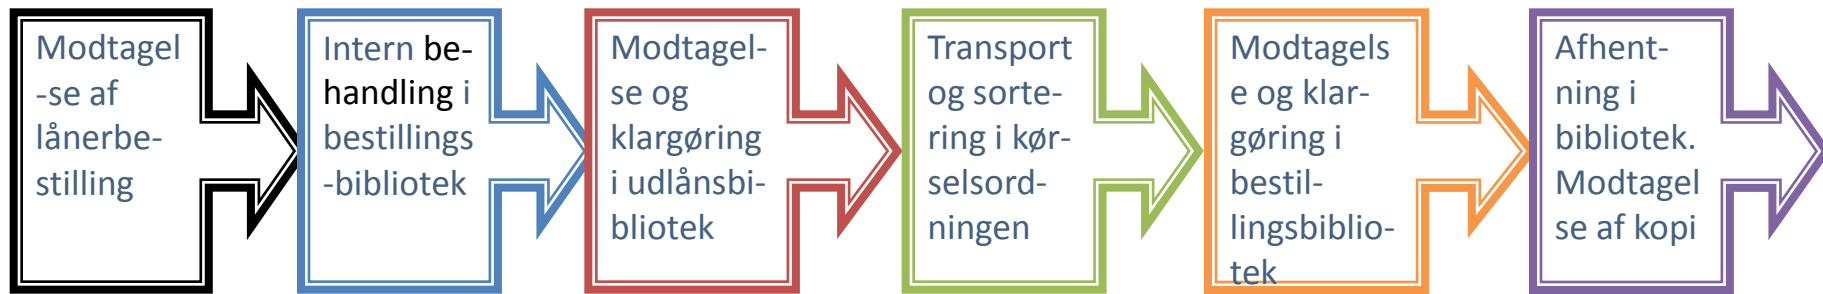 Modtagel
-se af
lånerbe-
stilling
Intern be-
handling i
bestillings
-bibliotek
Modtagel-
se og
klargøring
i udlånsbi-
bliotek
Transport
og sorte-
ring i kør-
selsord-
ningen
Modtagels
e og klar-
gøring i
bestil-
lingsbiblio-
tek
Afhent-
ning i
bibliotek.
Modtagel
se af kopi